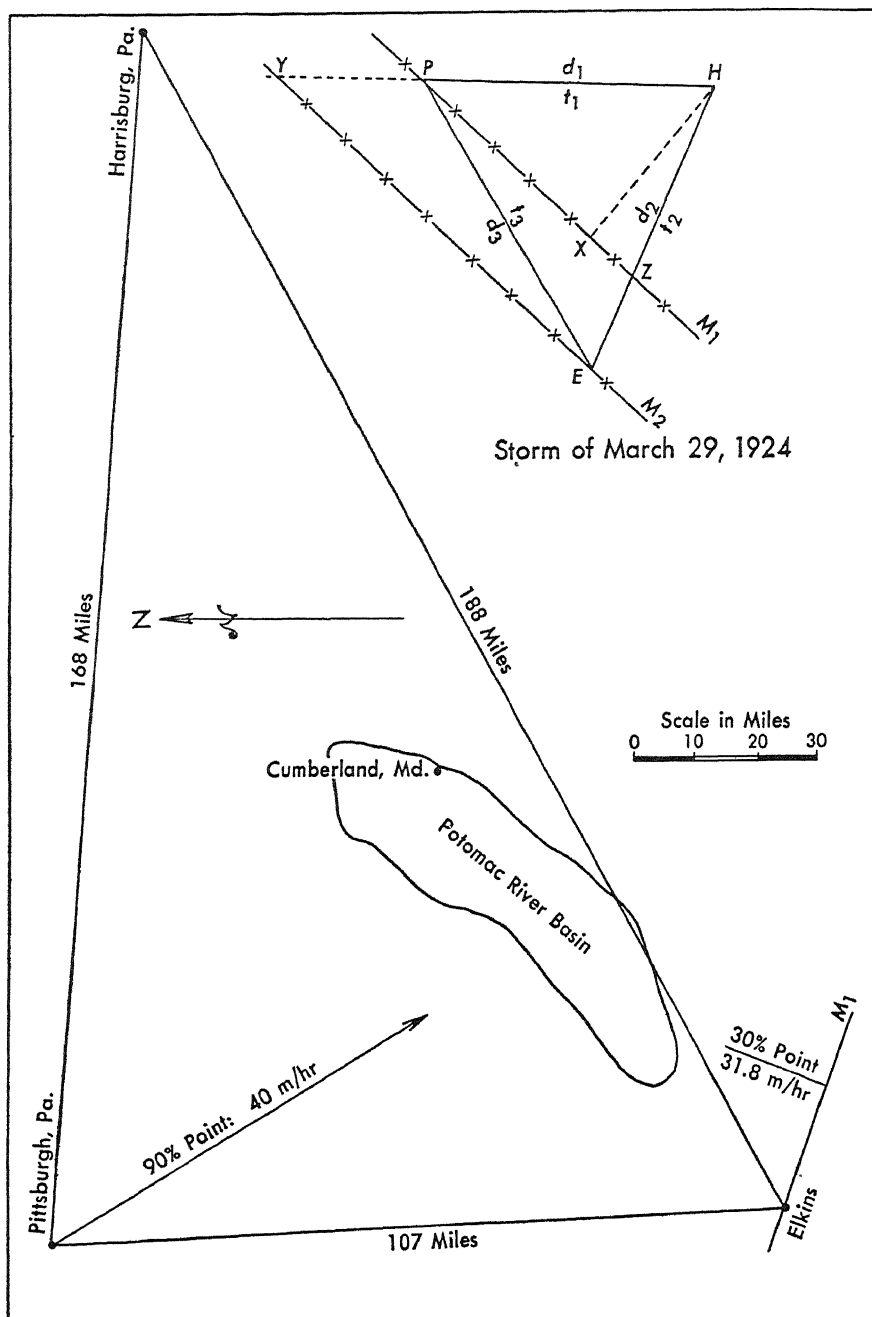 Harrisburg, Pa.
Y
P
d1
t1
H
t3
d3
d2
t2
X
Z
M1
E
M2
Storm of March 29, 1924
168 Miles
188 Miles
N
Scale in Miles
0 10 20 30
Cumberland, Md.
Potomac River Basin
M1
30% Point
31.8 m/hr
90% Point: 40 m/hr
Pittsburgh, Pa.
107 Miles
Elkins